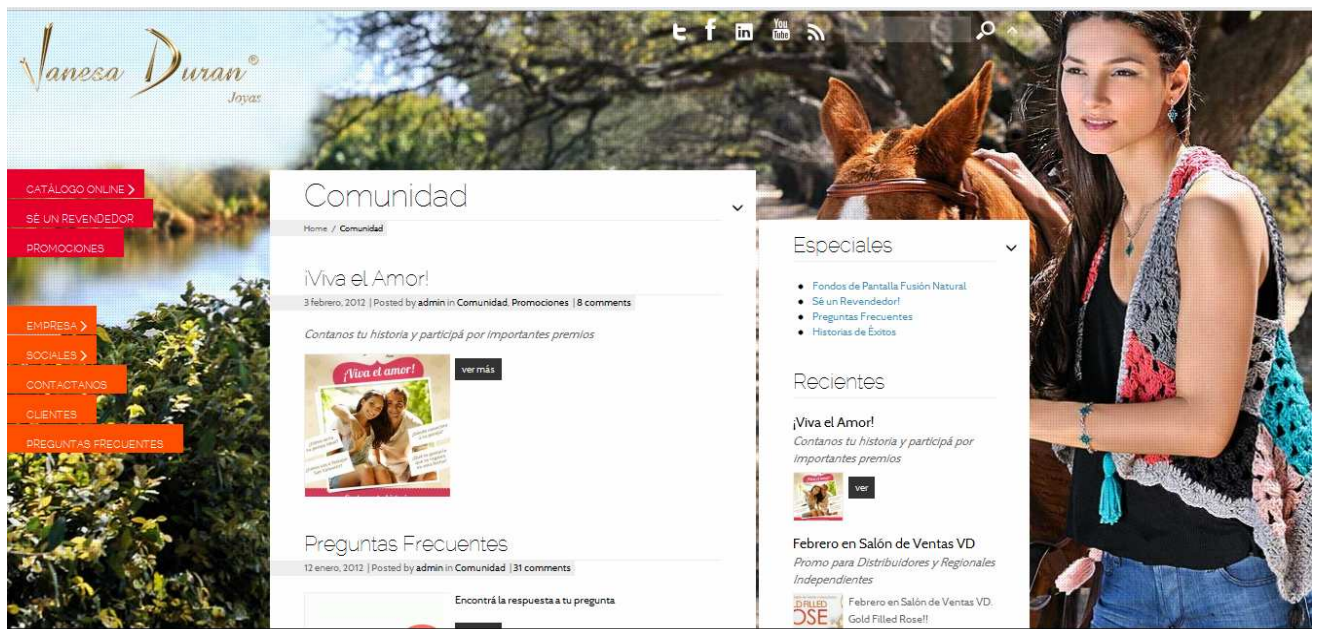 Vanesa Duran®
Joyas
You
Tube
CATÁLOGO ONLINE
SÉ UN REVENDEDOR
PROMOCIONES
EMPRESA
SOCIALES
CONTACTANOS
CLIENTES
PREGUNTAS FRECUENTES
Comunidad
Home / Comunidad
¡Viva el Amor!
3 febrero, 2012 | Posted by admin in Comunidad, Promociones | 8 comments
Contanos tu historia y participá por importantes premios
¡Viva el amor!
ver más
Preguntas Frecuentes
12 enero, 2012 | Posted by admin in Comunidad | 31 comments
Encontrá la respuesta a tu pregunta
Especiales
Fondos de Pantalla Fusión Natural
Sé un Revendedor!
Preguntas Frecuentes
Historias de Éxitos
Recientes
¡Viva el Amor!
Contanos tu historia y participá por
importantes premios
ver
Febrero en Salón de Ventas VD
Promo para Distribuidores y Regionales
Independientes
Febrero en Salón de Ventas VD.
Gold Filled Rose!!